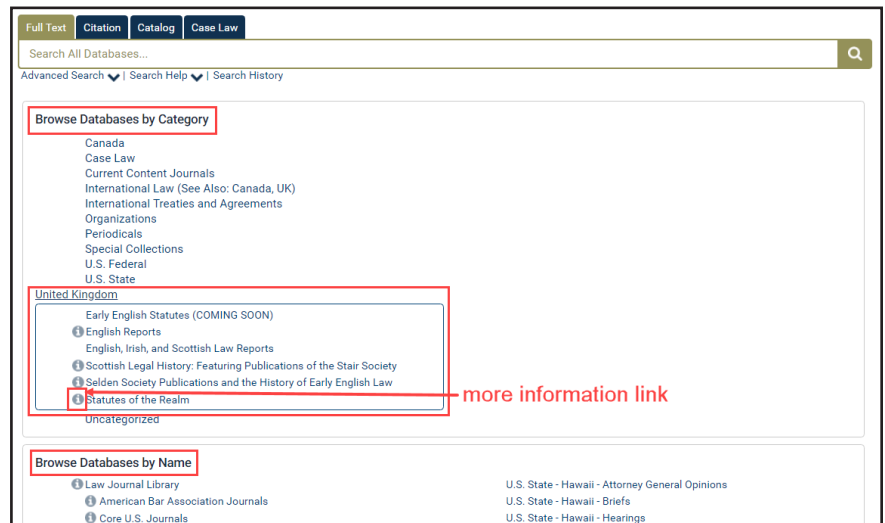 Full Text Citation Catalog Case Law
Search All Databases...
Advanced Search | Search Help | Search History
Browse Databases by Category
Canada
Case Law
Current Content Journals
International Law (See Also: Canada, UK)
International Treaties and Agreements
Organizations
Periodicals
Special Collections
U.S. Federal
U.S. State
United Kingdom
Early English Statutes (COMING SOON)
English Reports
English, Irish, and Scottish Law Reports
Scottish Legal History: Featuring Publications of the Stair Society
Selden Society Publications and the History of Early English Law
Statutes of the Realm
more information link
Uncategorized
Browse Databases by Name
Law Journal Library
American Bar Association Journals
Core U.S. Journals
U.S. State - Hawaii - Attorney General Opinions
U.S. State - Hawaii - Briefs
U.S. State - Hawaii - Hearings